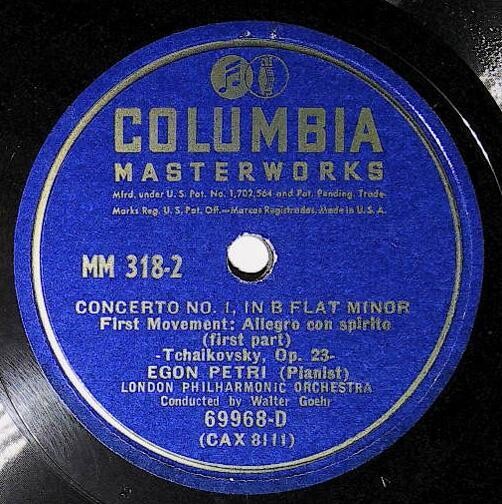 COLUMBIA
MASTERWORKS
Mfrd. under U. S. Pat. No. 1,702,564 and Pat. Pending. Trade-
Marks Reg. U. S. Pat. Off.—Marcas Registradas. Made in U. S. A.
MM 318-2
CONCERTO NO. 1, IN B FLAT MINOR
First Movement: Allegro con spirito
(first part)
-Tchaikovsky, Op. 23-
EGON PETRI (Pianist)
LONDON PHILHARMONIC ORCHESTRA
Conducted by Walter Goehr
69968-D
(CAX 8111)